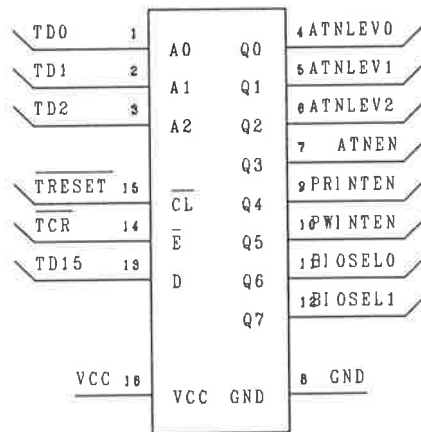 TD0 1 A0 Q0 4 ATNLEV0
TD1 2 A1 Q1 5 ATNLEV1
TD2 3 A2 Q2 6 ATNLEV2
Q3 7 ATNEN
TRESET 15 CL Q4 9 PRINTEN
TCR 14 E Q5 10 PWINTEN
TD15 13 D Q6 11 BIOSEL0
Q7 12 BIOSEL1
VCC 16 VCC GND 8 GND